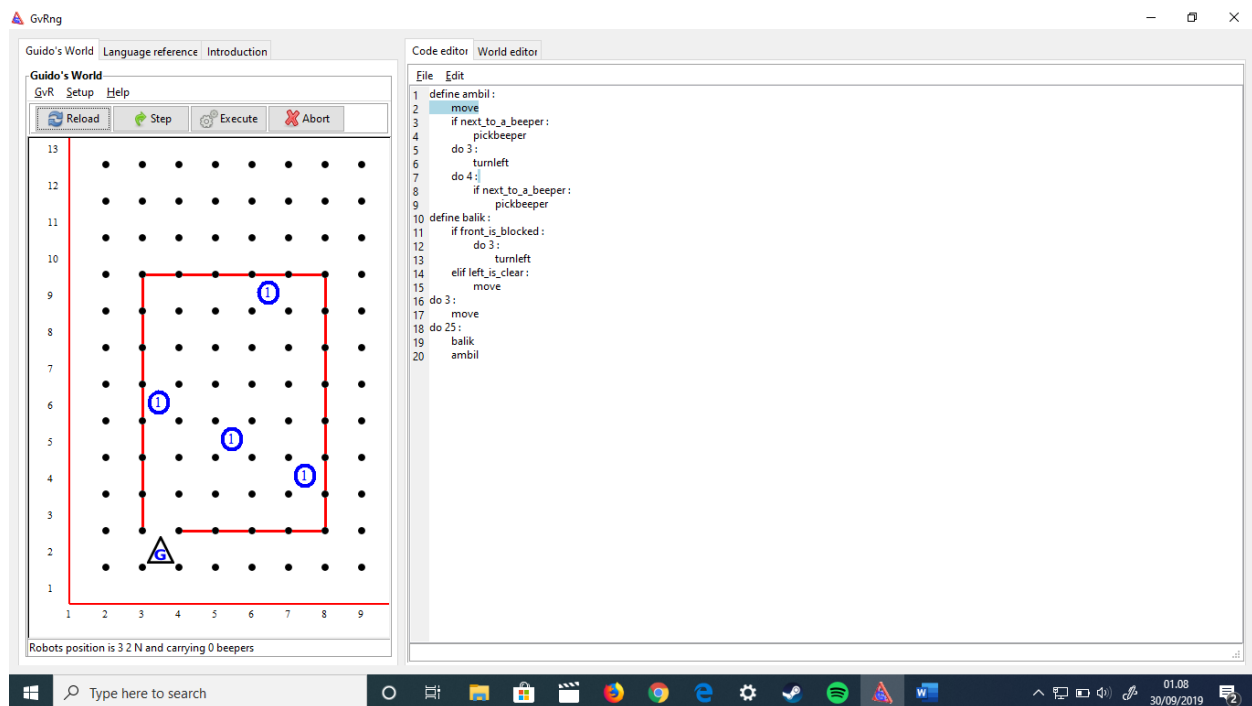 GvRng
Guido's World Language reference Introduction
Guido's World
GvR Setup Help
Reload Step Execute Abort
13
12
11
10
9
8
7
6
5
4
3
2
1
1
1
1
1
G
1 2 3 4 5 6 7 8 9
Robots position is 3 2 N and carrying 0 beepers
Code editor World editor
File Edit
1 define ambil :
2 move
3 if next_to_a_beeper :
4 pickbeeper
5 do 3 :
6 turnleft
7 do 4 :
8 if next_to_a_beeper :
9 pickbeeper
10 define balik :
11 if front_is_blocked :
12 do 3 :
13 turnleft
14 elif left_is_clear :
15 move
16 do 3 :
17 move
18 do 25 :
19 balik
20 ambil
Type here to search
01.08
30/09/2019
2